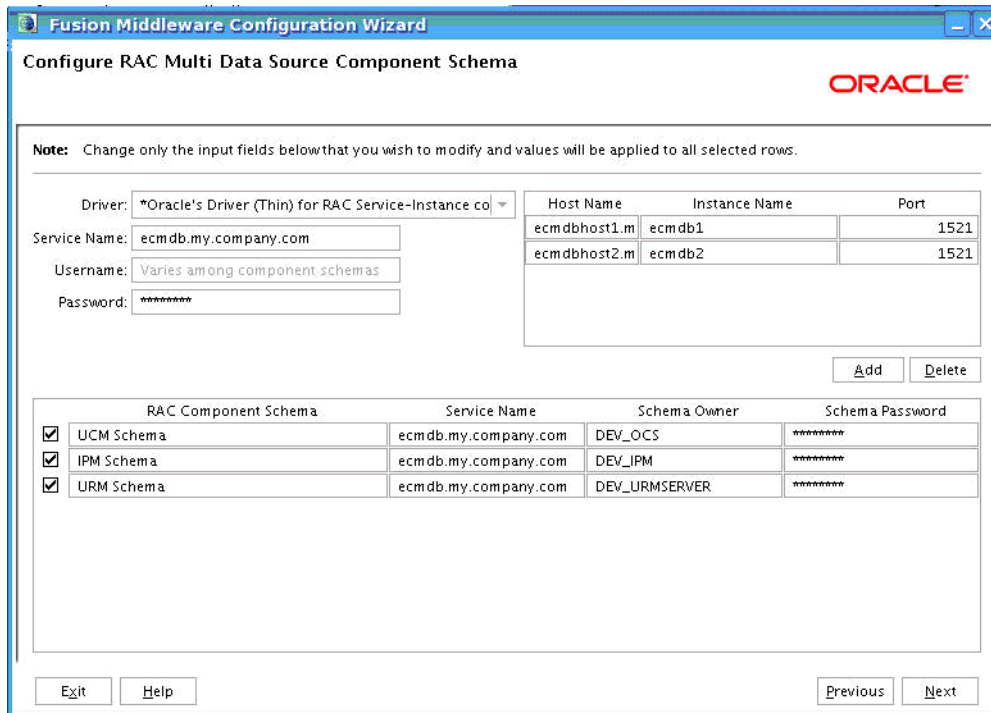 Fusion Middleware Configuration Wizard
Configure RAC Multi Data Source Component Schema
ORACLE
Note: Change only the input fields below that you wish to modify and values will be applied to all selected rows.
Driver: *Oracle's Driver (Thin) for RAC Service-Instance co
Service Name: ecmdb.my.company.com
Username: Varies among component schemas
Password: ********
Host Name Instance Name Port
ecmdbhost1.m ecmdb1 1521
ecmdbhost2.m ecmdb2 1521
Add Delete
RAC Component Schema Service Name Schema Owner Schema Password
UCM Schema ecmdb.my.company.com DEV_OCS ********
IPM Schema ecmdb.my.company.com DEV_IPM ********
URM Schema ecmdb.my.company.com DEV_URMSERVER ********
Exit Help Previous Next